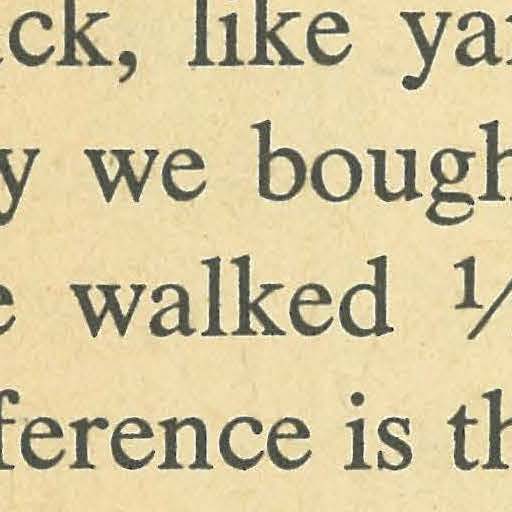 ck, like ya
y we bough
e walked 1/
ference is th